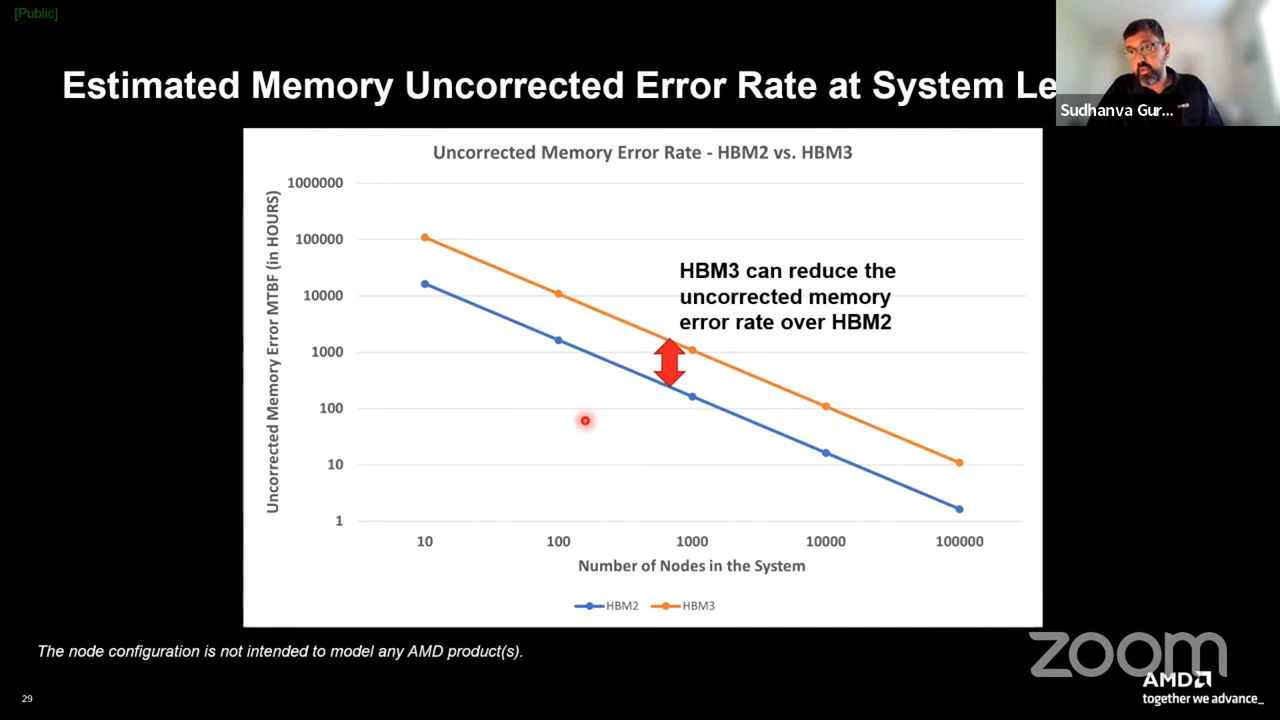 [Public]
Estimated Memory Uncorrected Error Rate at System Le
Sudhanva Gur...
Uncorrected Memory Error Rate - HBM2 vs. HBM3
Uncorrected Memory Error MTBF (in HOURS)
1000000
100000
10000
1000
100
10
1
HBM3 can reduce the
uncorrected memory
error rate over HBM2
10 100 1000 10000 100000
Number of Nodes in the System
HBM2 HBM3
The node configuration is not intended to model any AMD product(s).
zoom
29
AMD
together we advance_